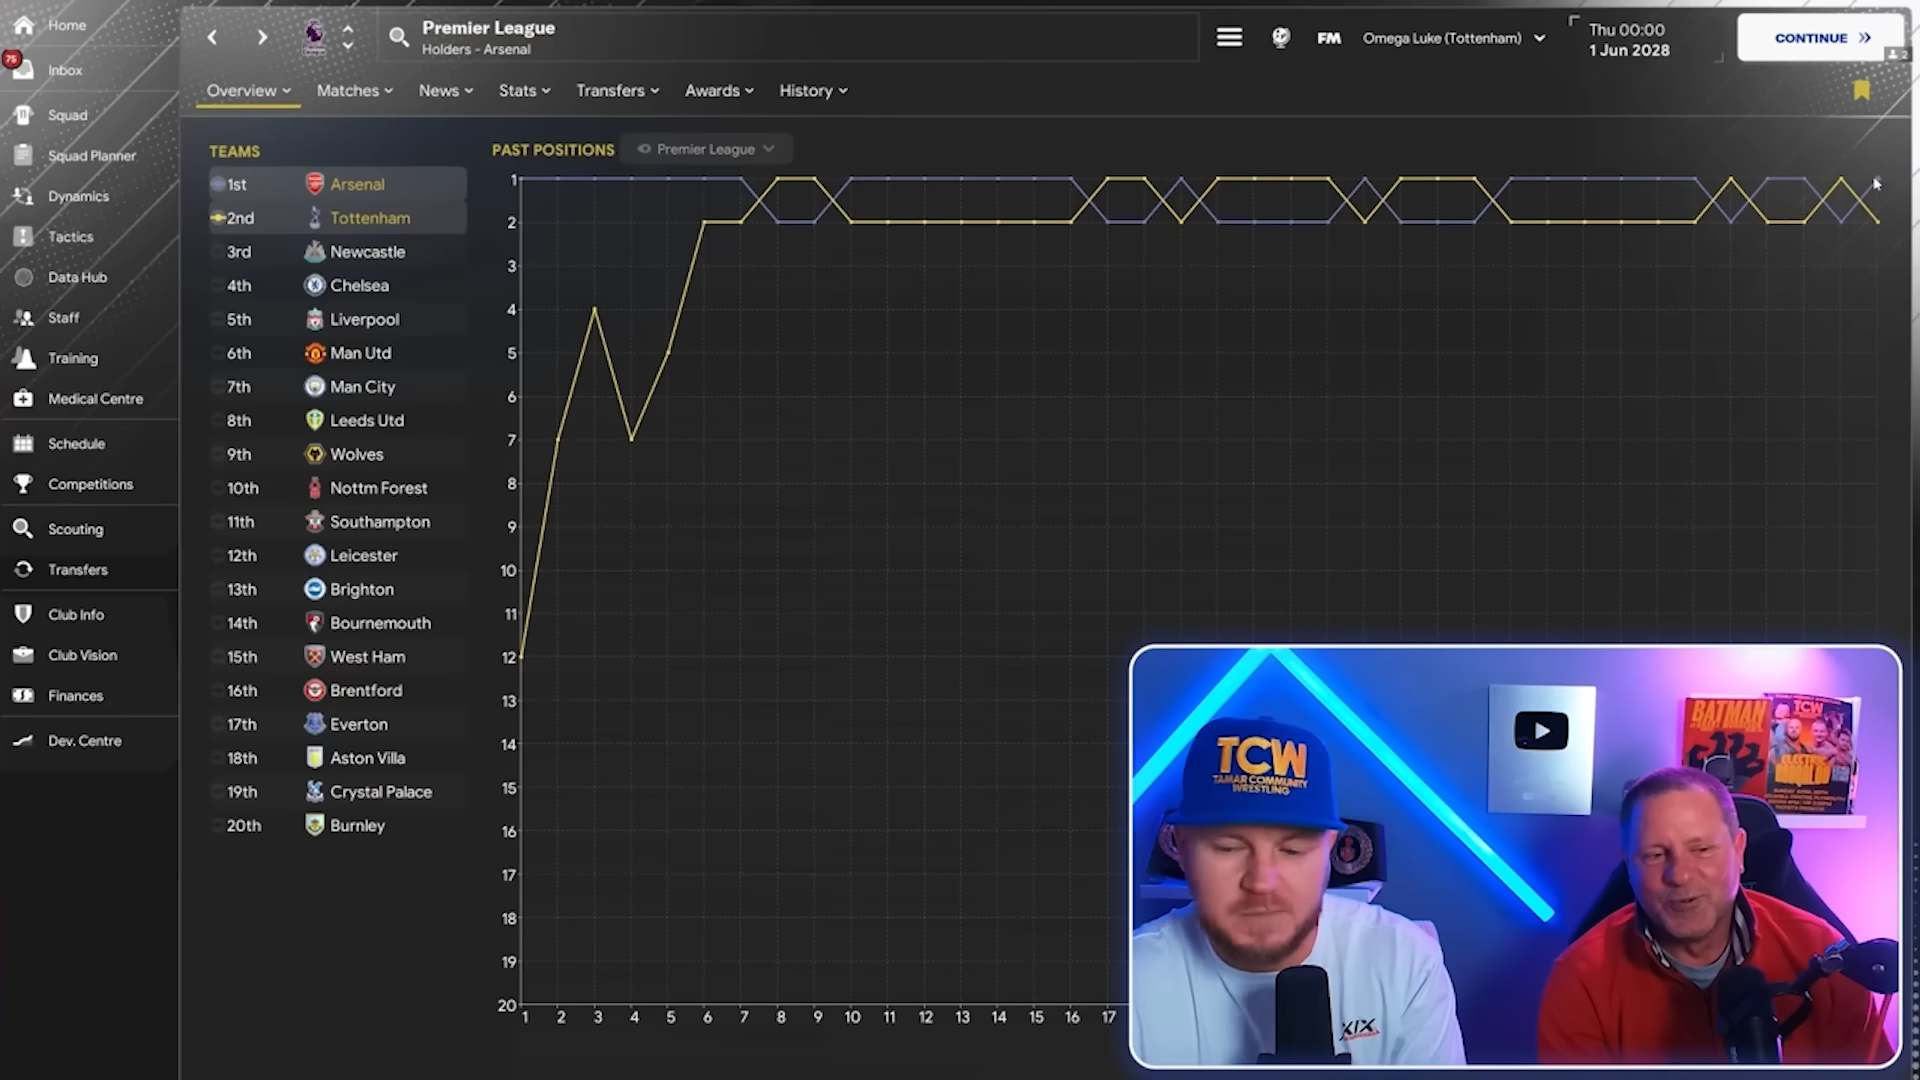 Home
75
Inbox
Squad
Squad Planner
Dynamics
Tactics
Data Hub
Staff
Training
Medical Centre
Schedule
Competitions
Scouting
Transfers
Club Info
Club Vision
Finances
Dev. Centre
Premier League
Holders - Arsenal
FM
Omega Luke (Tottenham)
Thu 00:00
1 Jun 2028
CONTINUE
2
Overview
Matches
News
Stats
Transfers
Awards
History
TEAMS
1st Arsenal
2nd Tottenham
3rd Newcastle
4th Chelsea
5th Liverpool
6th Man Utd
7th Man City
8th Leeds Utd
9th Wolves
10th Nottm Forest
11th Southampton
12th Leicester
13th Brighton
14th Bournemouth
15th West Ham
16th Brentford
17th Everton
18th Aston Villa
19th Crystal Palace
20th Burnley
PAST POSITIONS
Premier League
1
2
3
4
5
6
7
8
9
10
11
12
13
14
15
16
17
18
19
20
1 2 3 4 5 6 7 8 9 10 11 12 13 14 15 16 17
TCW
TAMAR COMMUNITY
WRESTLING
XIX
BATMAN
TCW